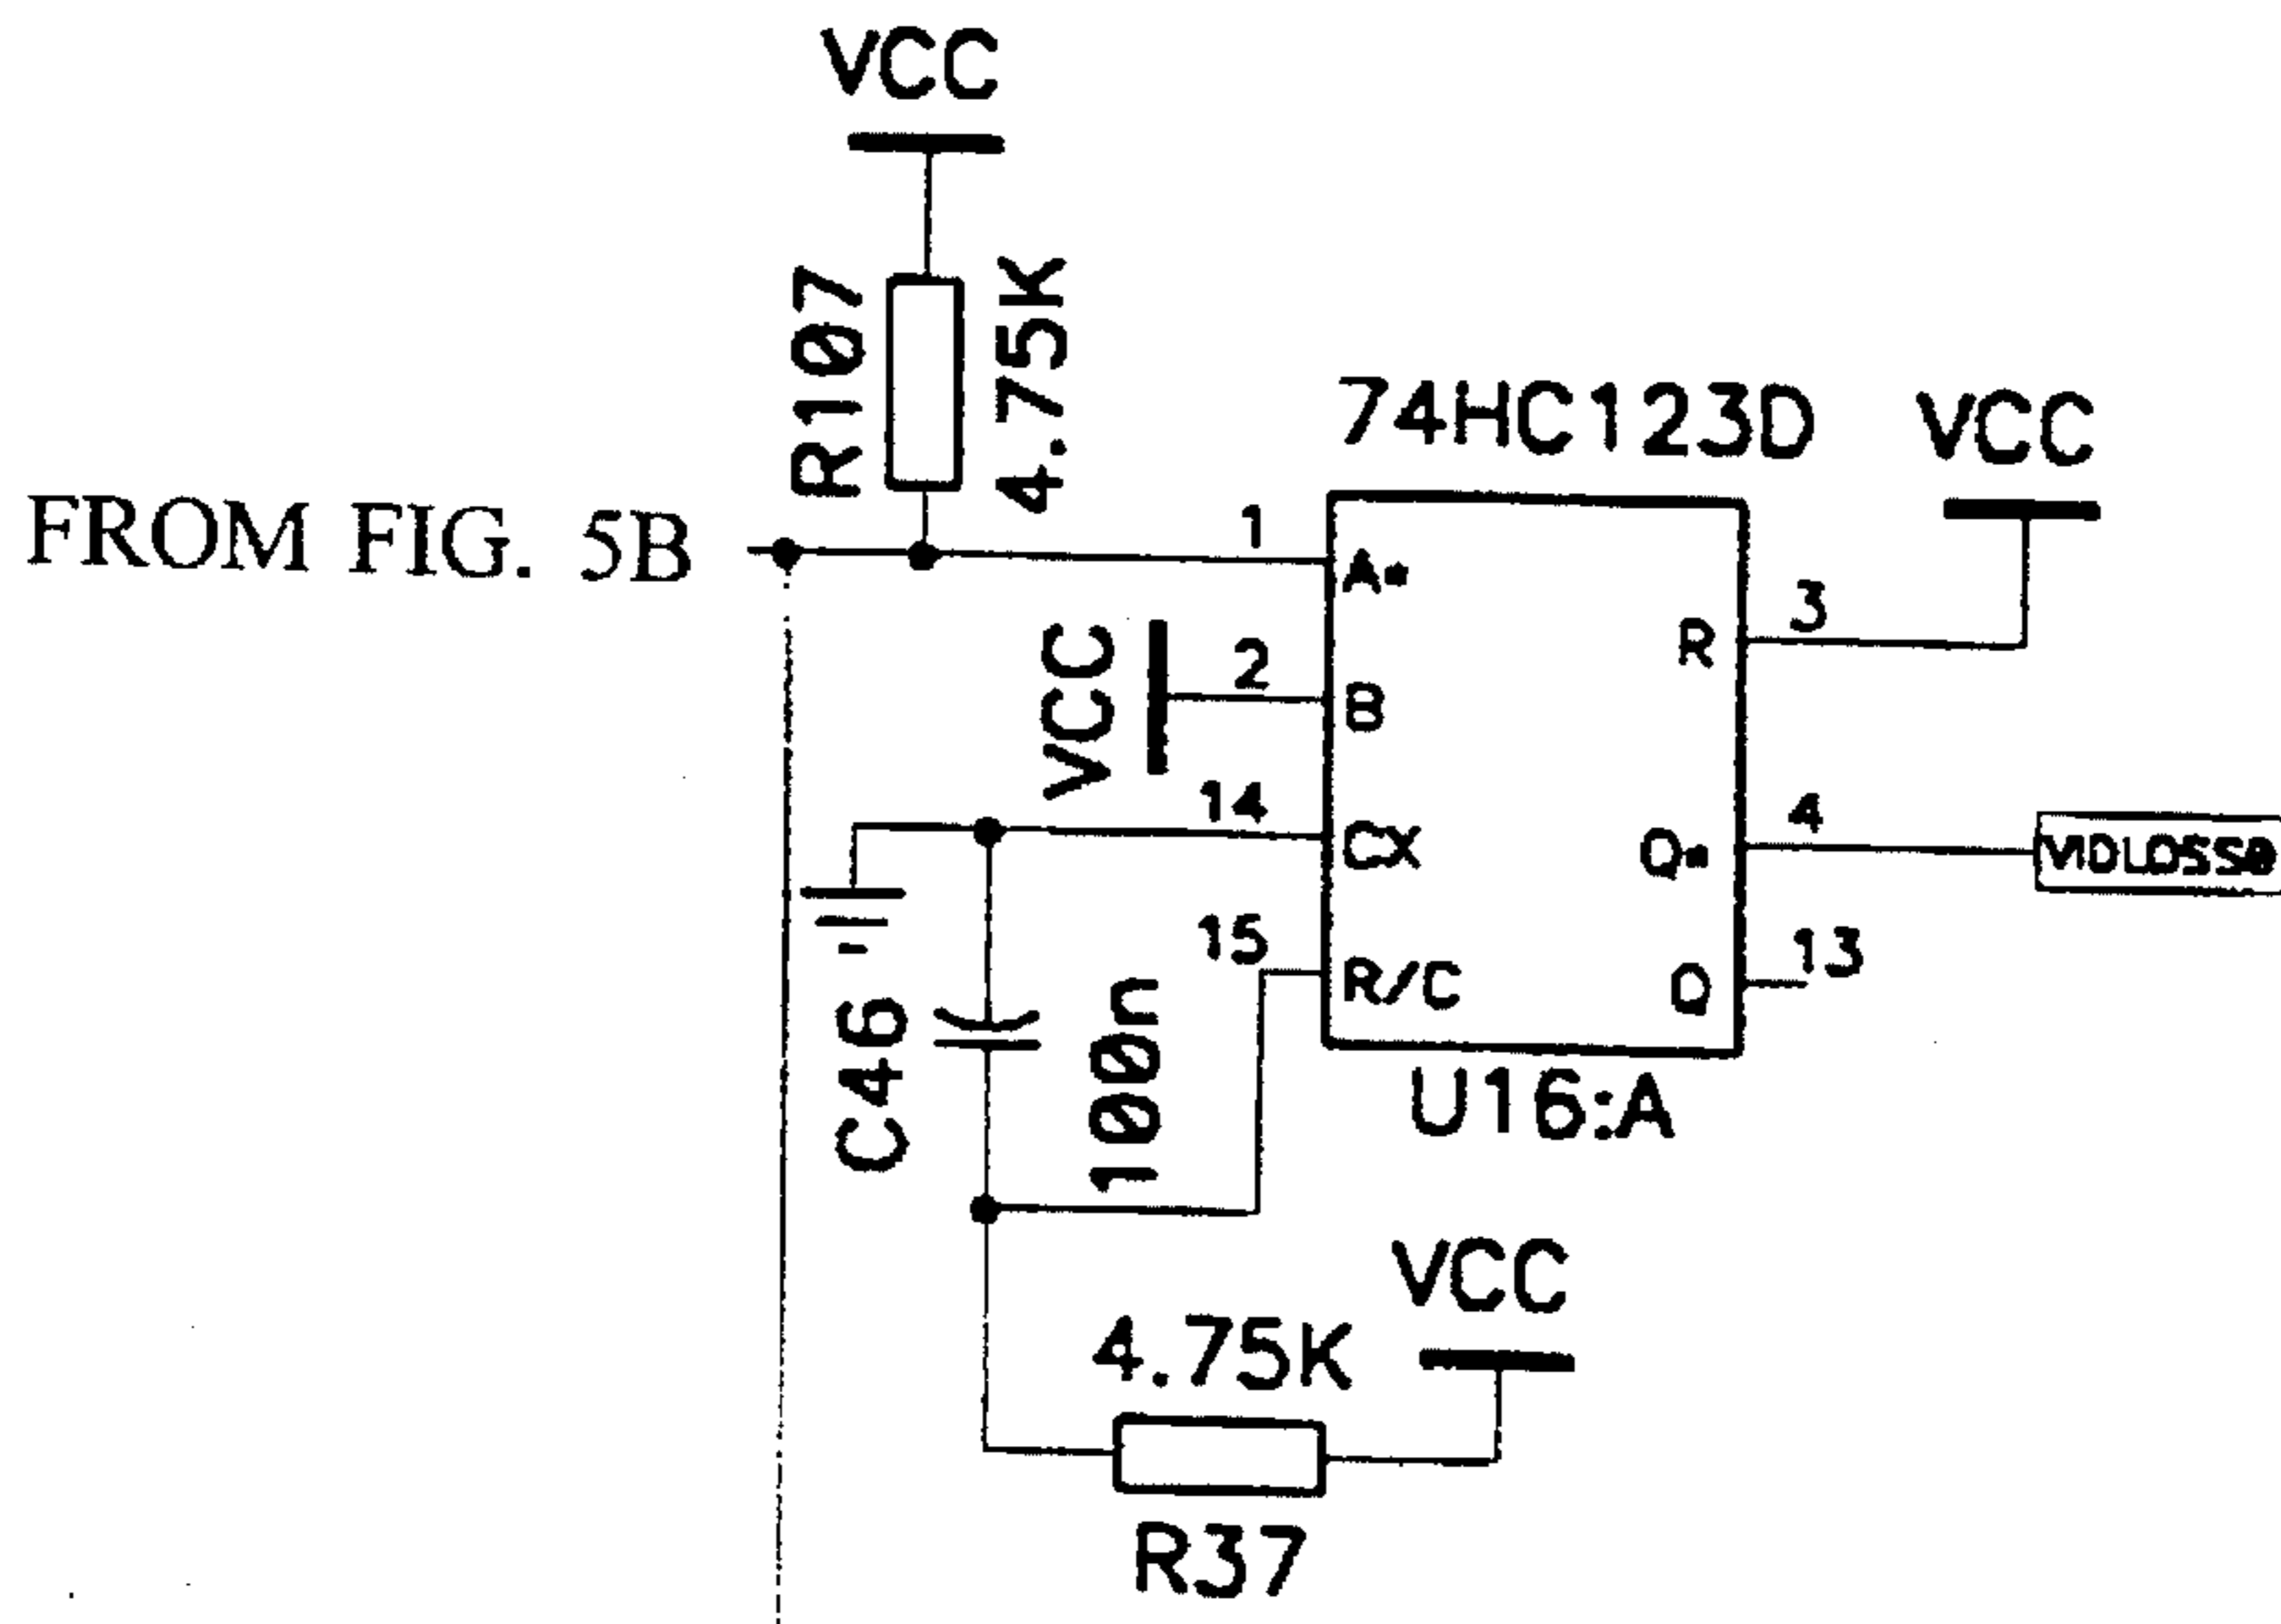 VCC
R107
4.75K
74HC123D
VCC
FROM FIG. 5B
1
A*
3
R
VCC
2
B
14
CX
4
Q*
15
R/C
13
Q
C46
100n
U16:A
VCC
4.75K
R37